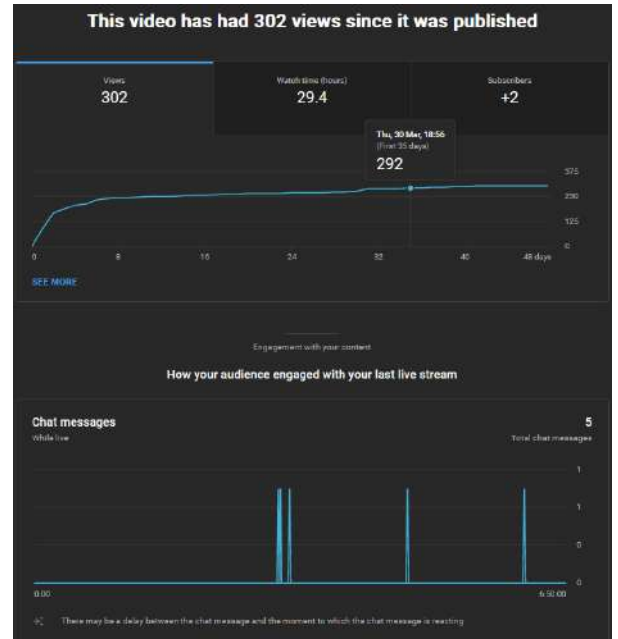 This video has had 302 views since it was published
Views
302
Watch time (hours)
29.4
Subscribers
+2
Thu, 30 Mar, 18:56
(First 35 days)
292
375
250
125
0
0 8 16 24 32 40 48 days
SEE MORE
Engagement with your content
How your audience engaged with your last live stream
Chat messages
5
While live
Total chat messages
1
1
0
0
0:00
6:50:00
There may be a delay between the chat message and the moment to which the chat message is reacting